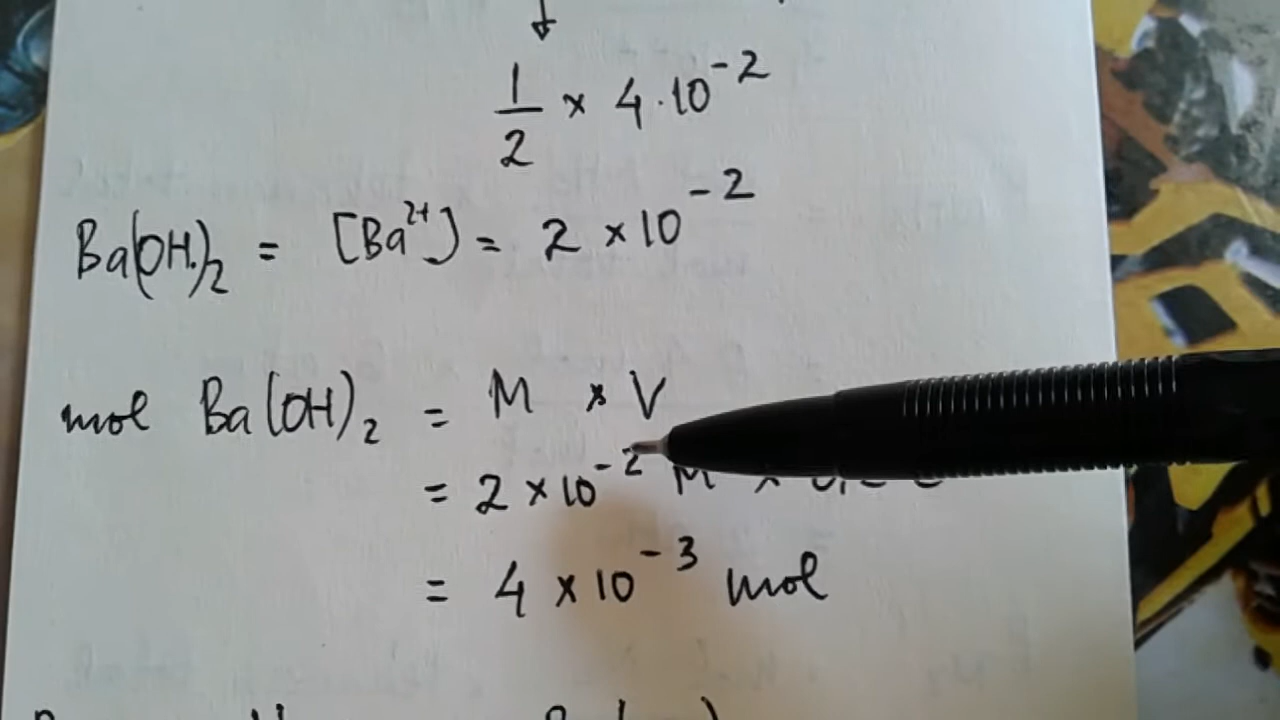 1/2 × 4·10⁻²
Ba(OH)₂ = [Ba²⁺] = 2 × 10⁻²
mol Ba(OH)₂ = M × V
= 2 × 10⁻² M ×
= 4 × 10⁻³ mol